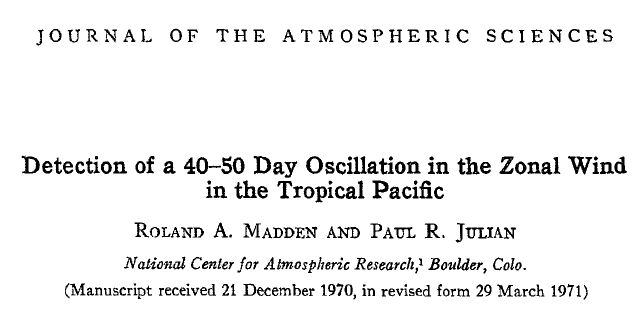 JOURNAL OF THE ATMOSPHERIC SCIENCES
Detection of a 40–50 Day Oscillation in the Zonal Wind
in the Tropical Pacific
ROLAND A. MADDEN AND PAUL R. JULIAN
National Center for Atmospheric Research,¹ Boulder, Colo.
(Manuscript received 21 December 1970, in revised form 29 March 1971)